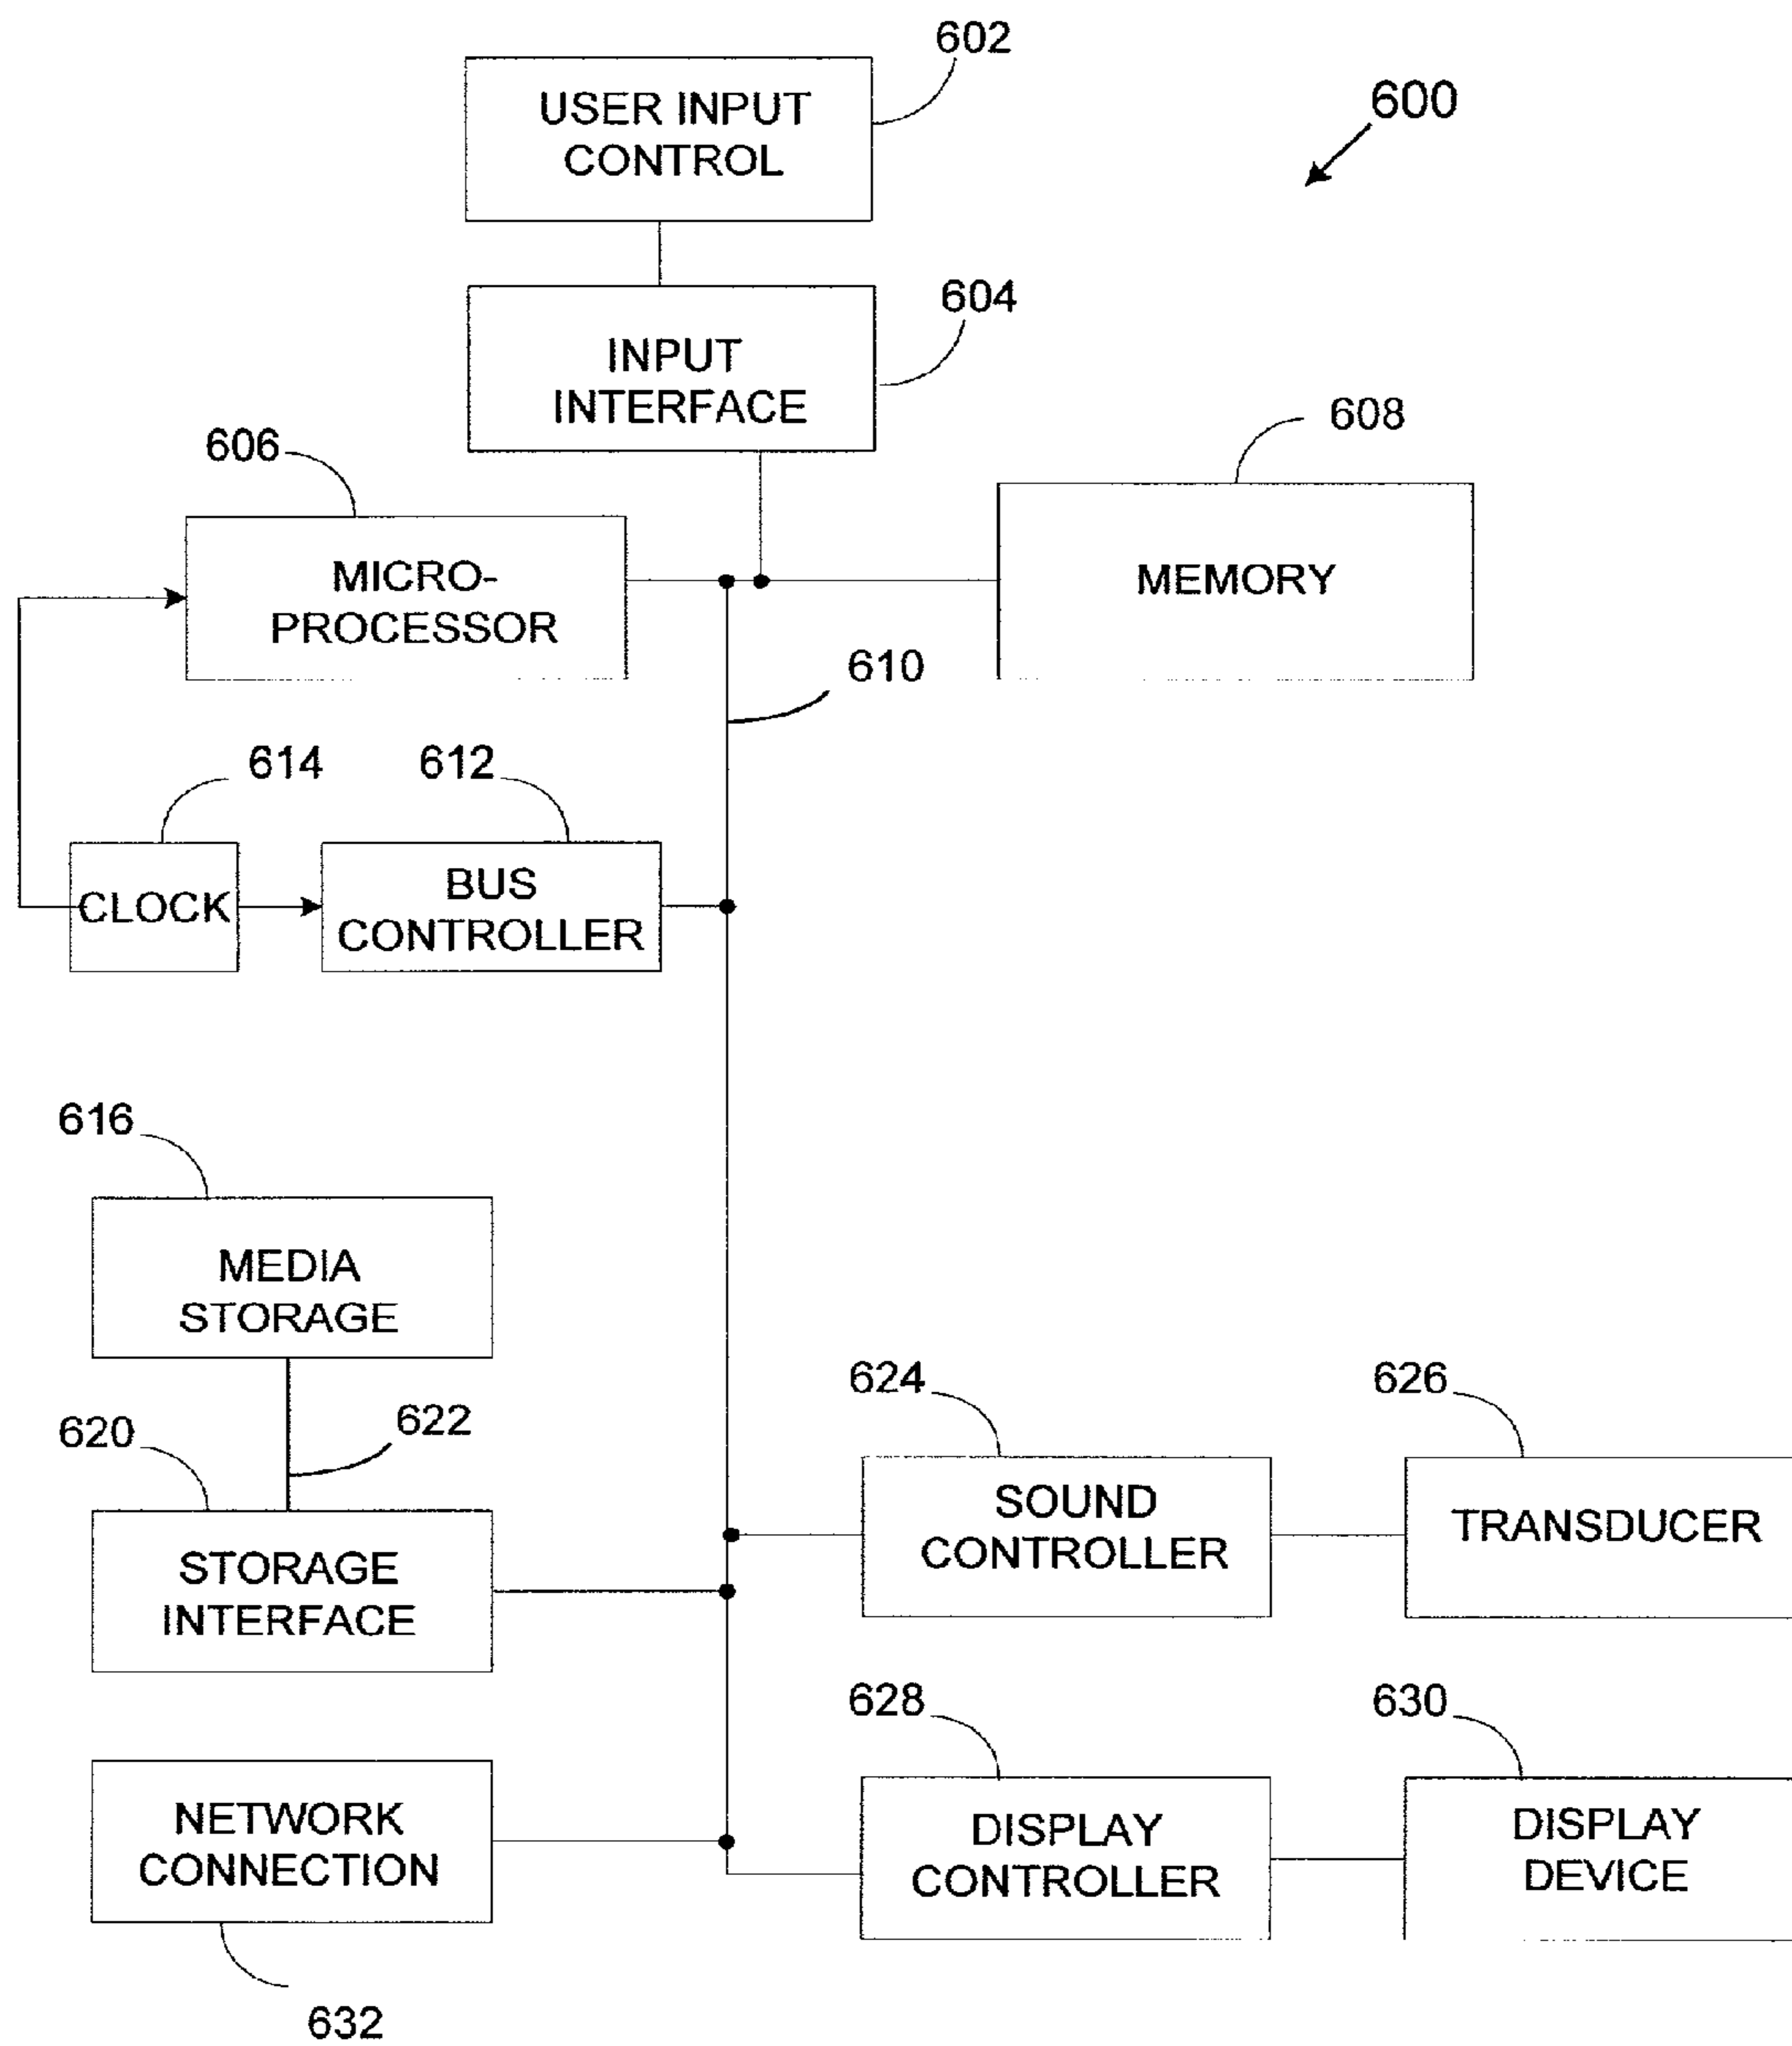 602
USER INPUT
CONTROL
600
604
INPUT
INTERFACE
606
608
MICRO-
PROCESSOR
MEMORY
610
614
612
CLOCK
BUS
CONTROLLER
616
MEDIA
STORAGE
620
622
624
626
STORAGE
INTERFACE
SOUND
CONTROLLER
TRANSDUCER
628
630
NETWORK
CONNECTION
DISPLAY
CONTROLLER
DISPLAY
DEVICE
632